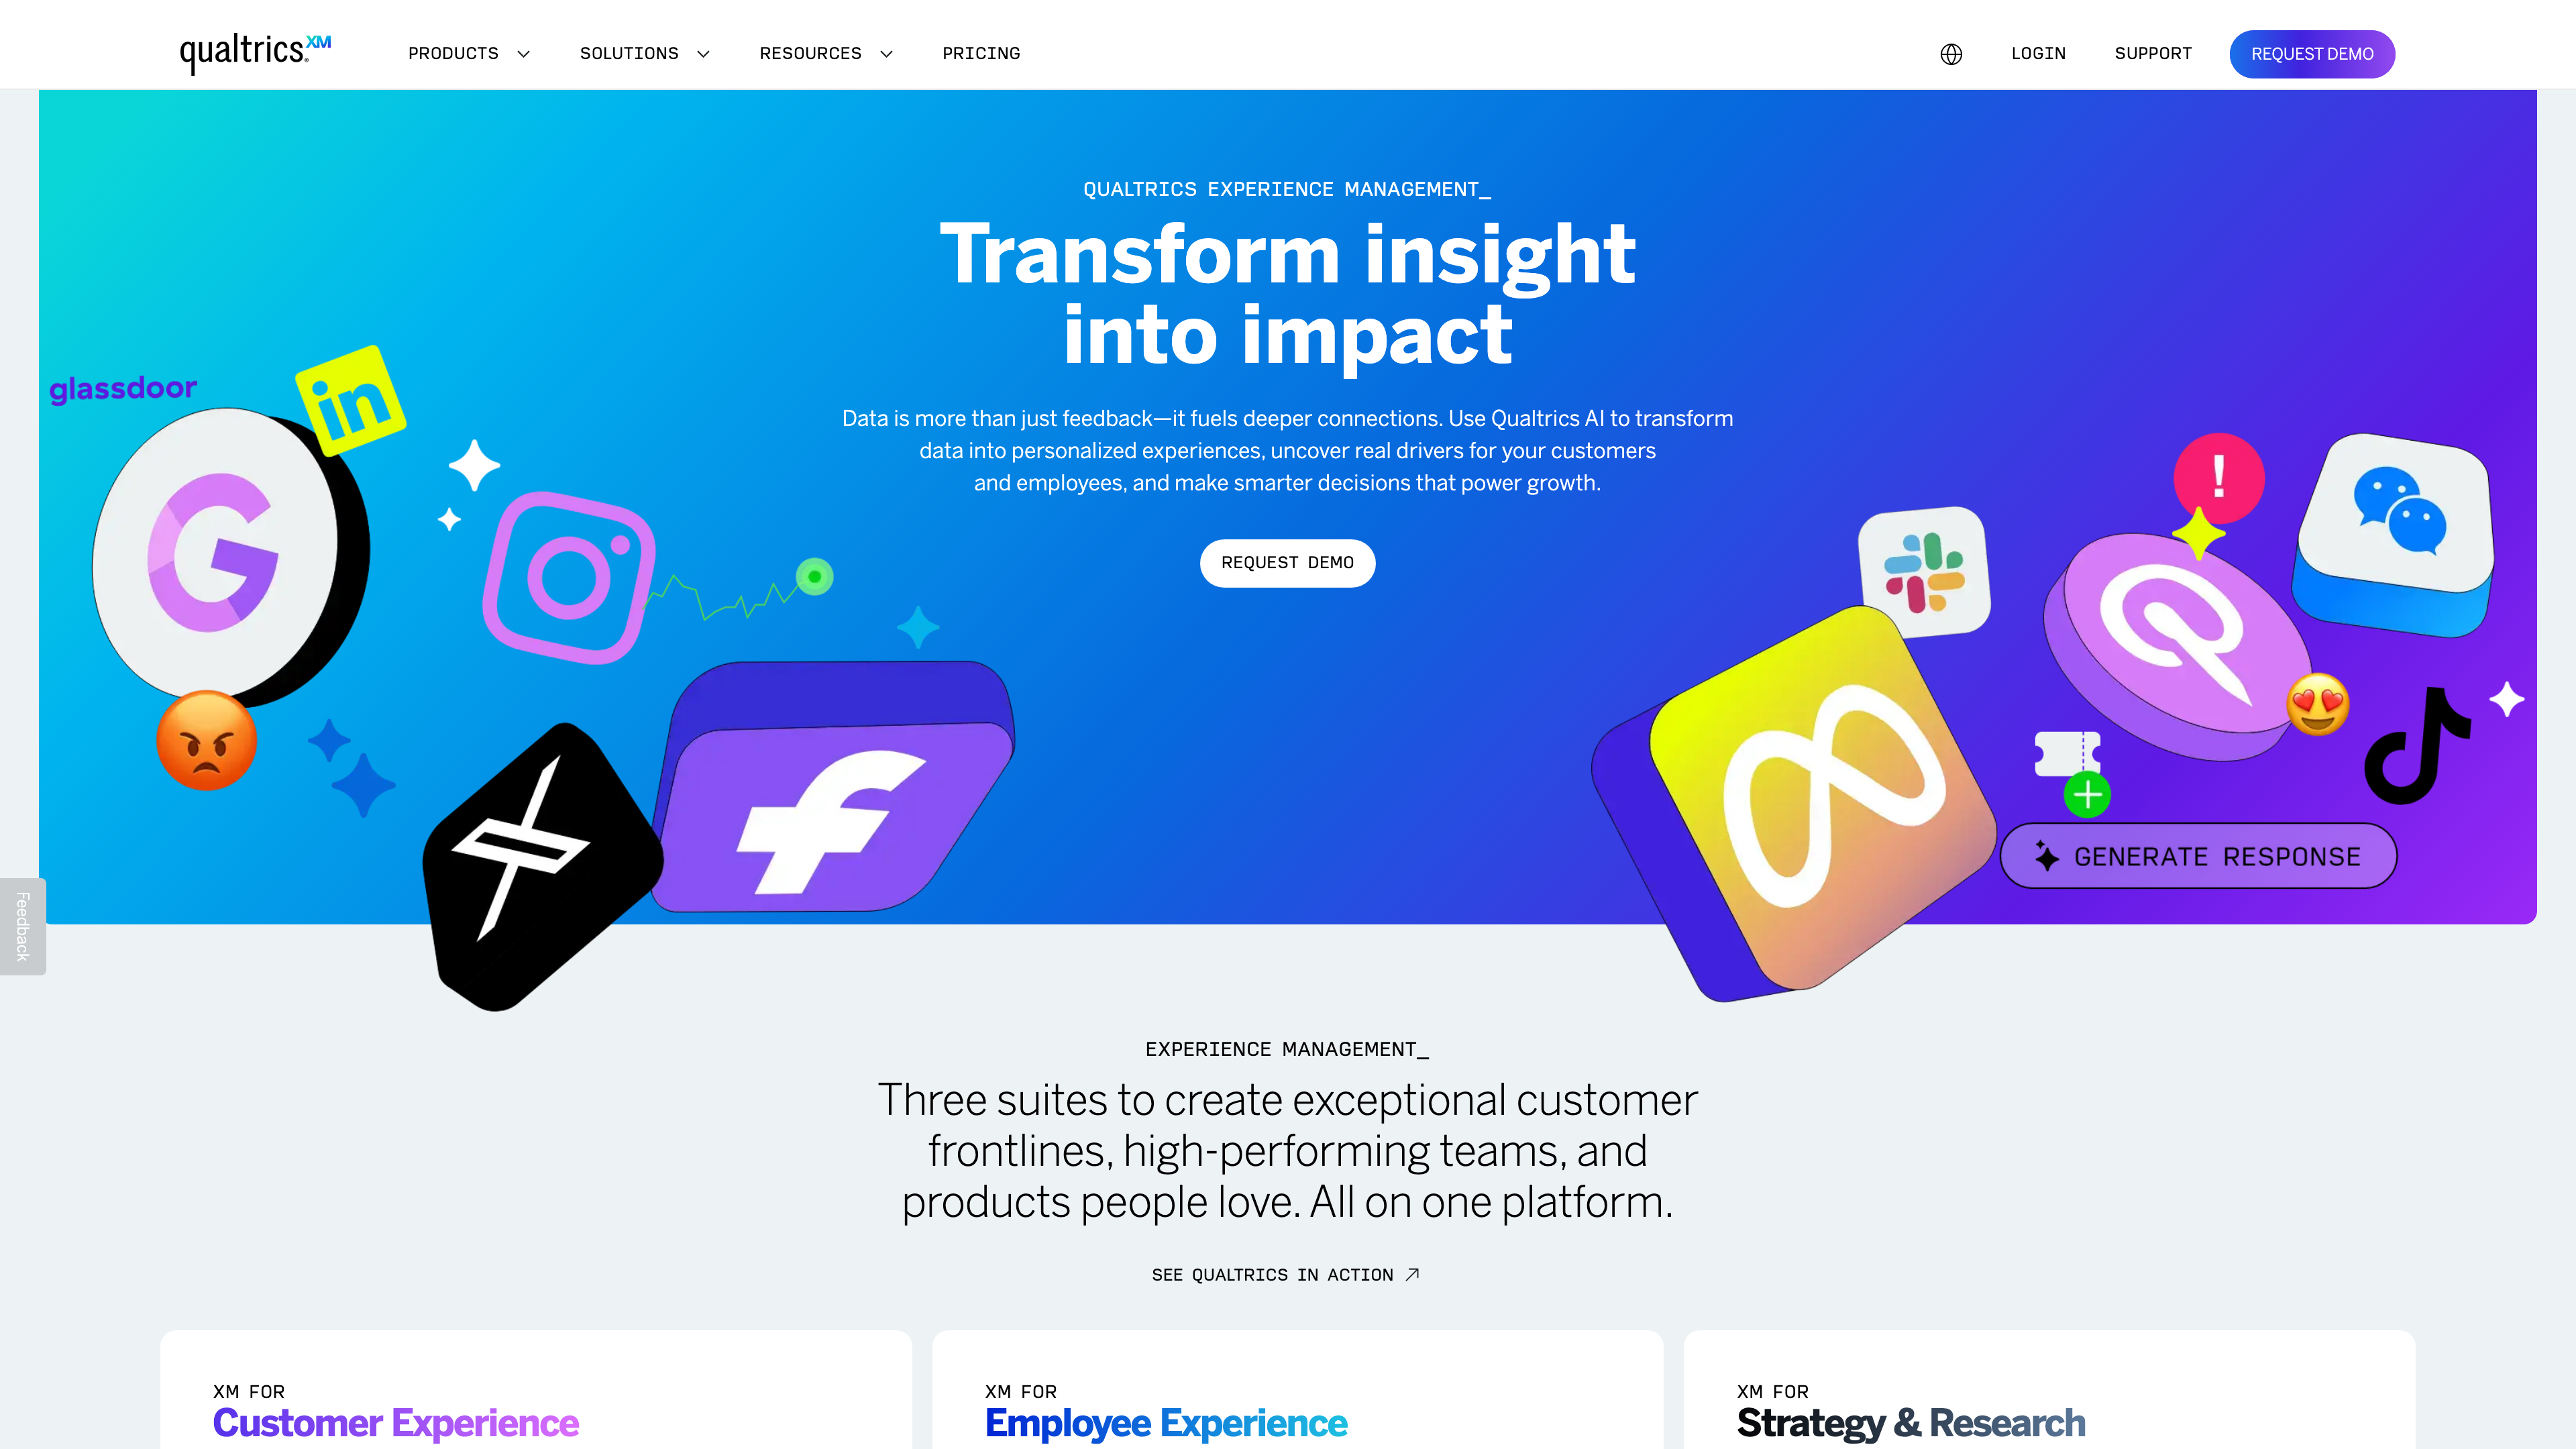 qualtrics.XM
PRODUCTS
SOLUTIONS
RESOURCES
PRICING
LOGIN
SUPPORT
REQUEST DEMO
QUALTRICS EXPERIENCE MANAGEMENT_
Transform insight
into impact
Data is more than just feedback—it fuels deeper connections. Use Qualtrics AI to transform
data into personalized experiences, uncover real drivers for your customers
and employees, and make smarter decisions that power growth.
REQUEST DEMO
glassdoor
in
G
X
f
!
GENERATE RESPONSE
Feedback
EXPERIENCE MANAGEMENT_
Three suites to create exceptional customer
frontlines, high-performing teams, and
products people love. All on one platform.
SEE QUALTRICS IN ACTION
XM FOR
Customer Experience
XM FOR
Employee Experience
XM FOR
Strategy & Research